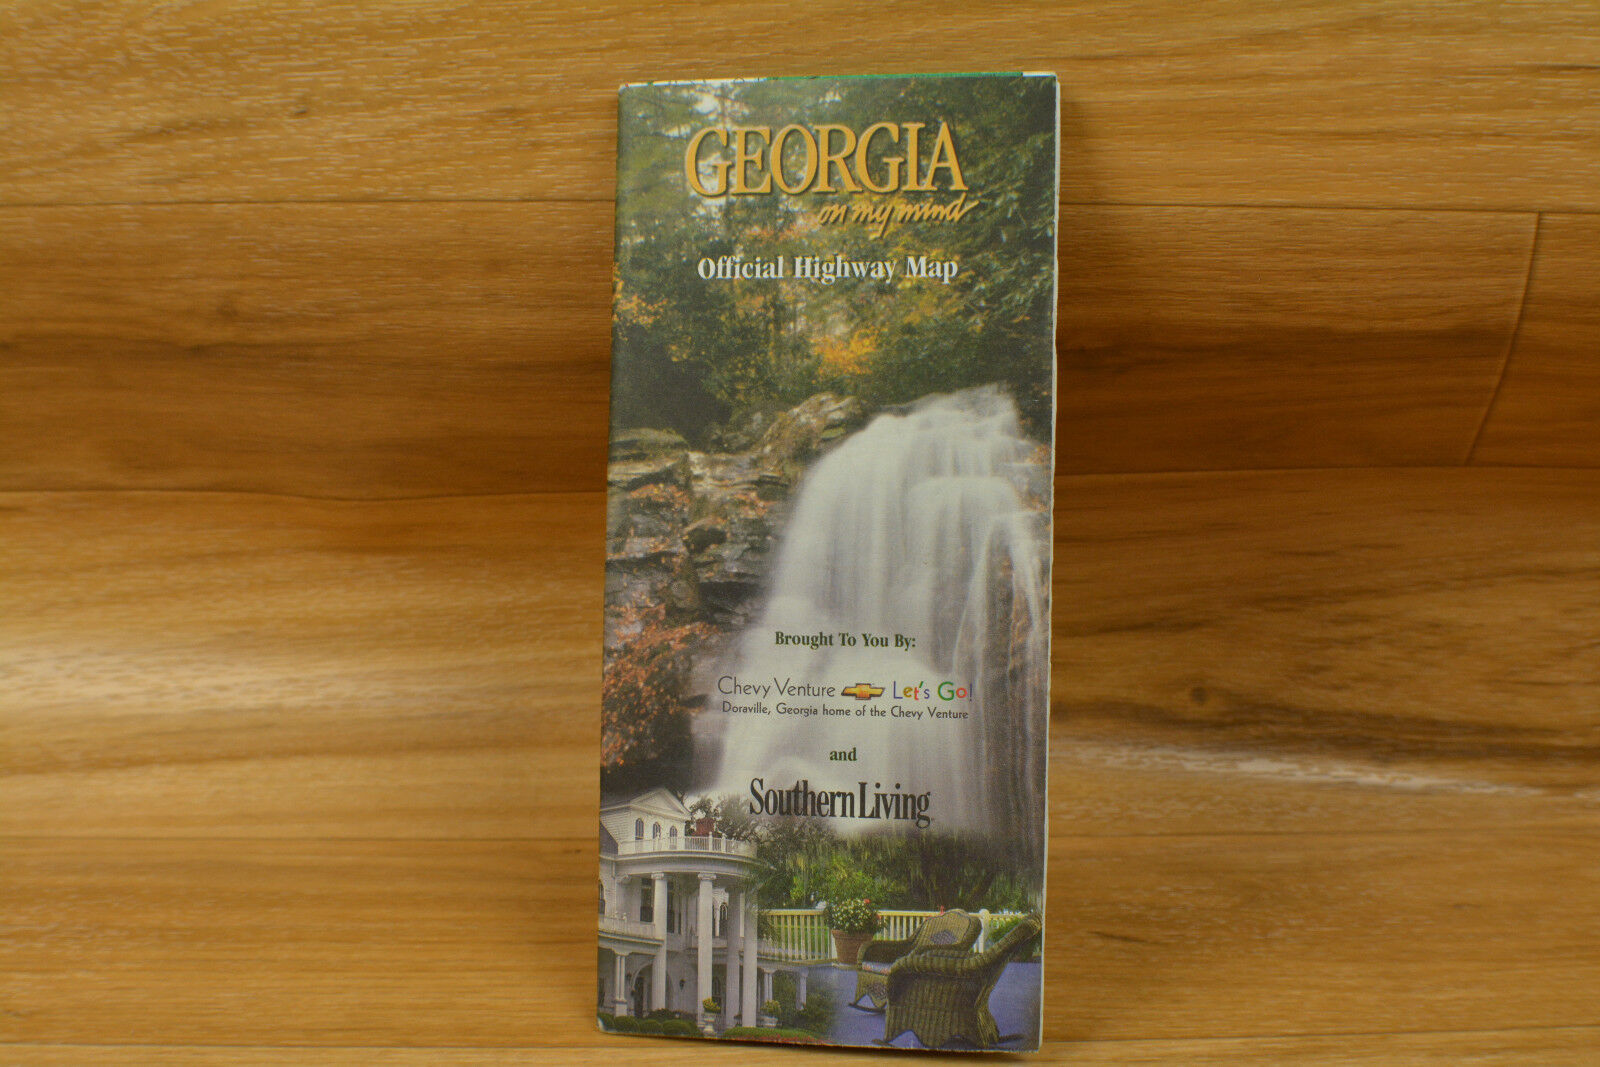 GEORGIA
on my mind
Official Highway Map
Brought To You By:
Chevy Venture Let's Go!
Doraville, Georgia home of the Chevy Venture
and
Southern Living